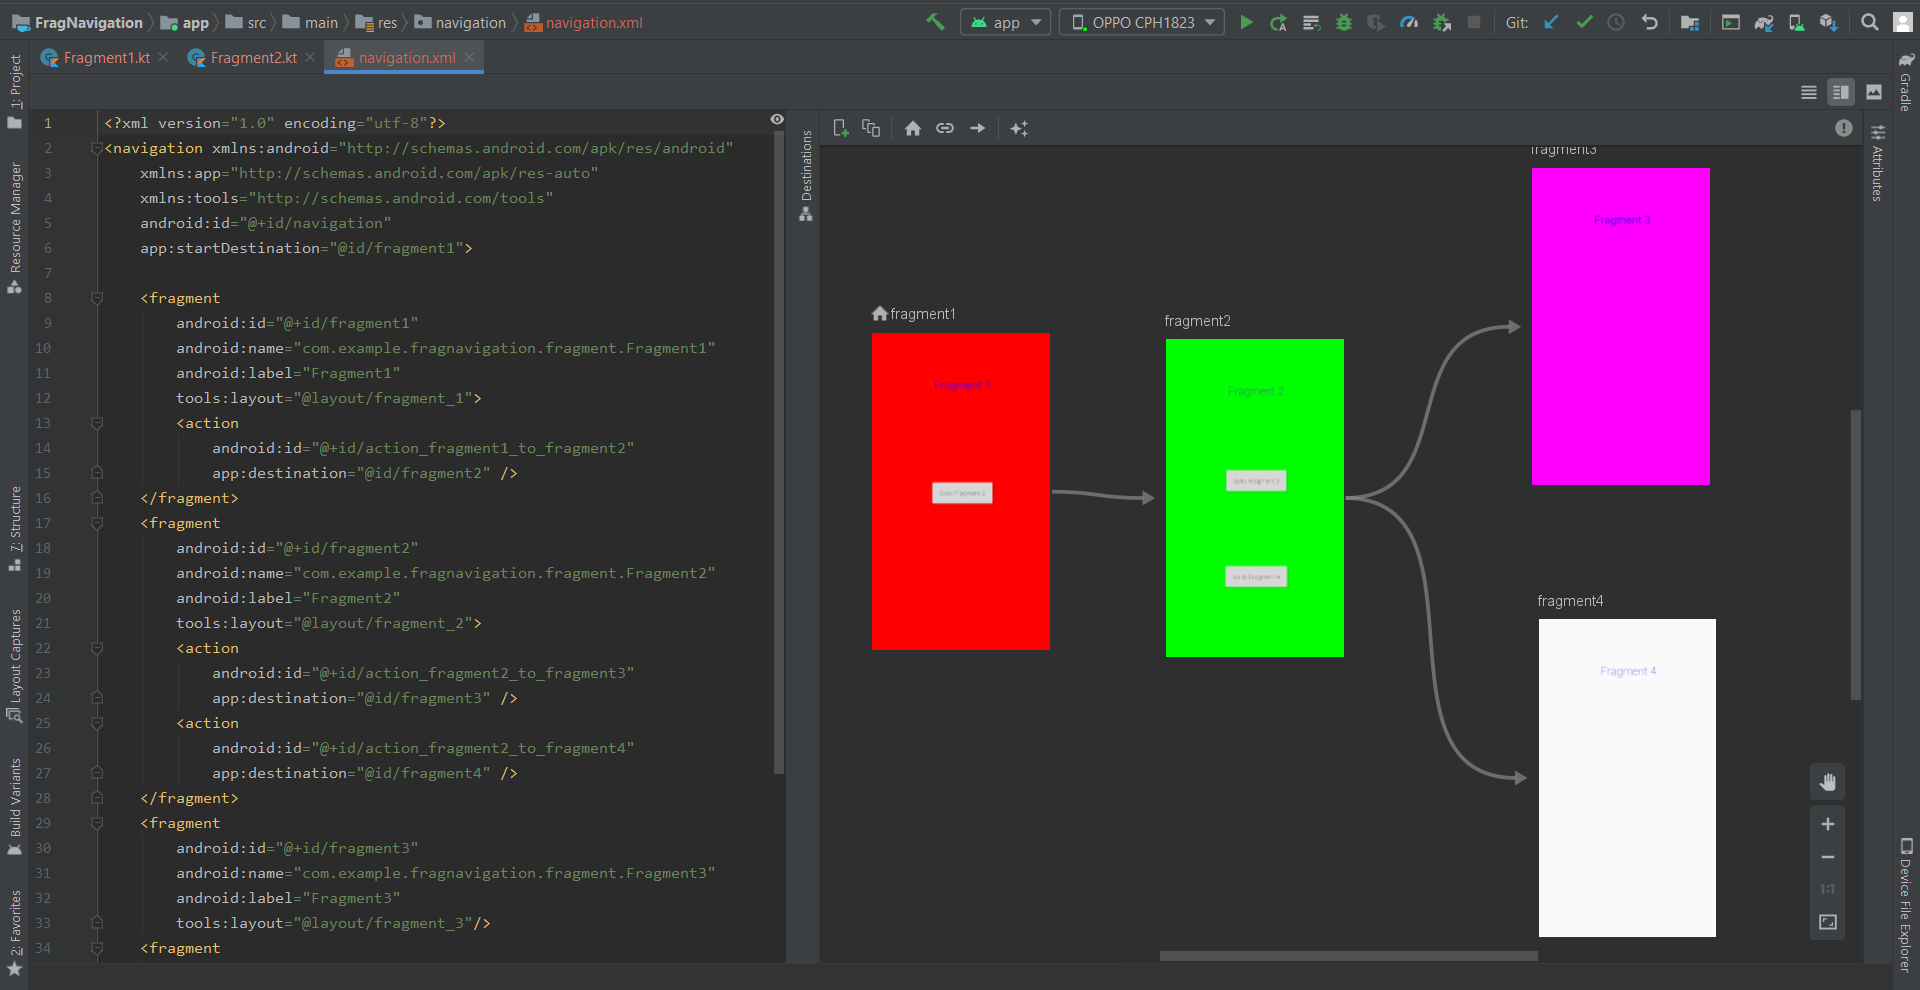 FragNavigation app src main res navigation navigation.xml
app OPPO CPH1823 Git:
Fragment1.kt Fragment2.kt navigation.xml
1: Project
Resource Manager
7: Structure
Layout Captures
Build Variants
2: Favorites
1 <?xml version="1.0" encoding="utf-8"?>
2 <navigation xmlns:android="http://schemas.android.com/apk/res/android"
3 xmlns:app="http://schemas.android.com/apk/res-auto"
4 xmlns:tools="http://schemas.android.com/tools"
5 android:id="@+id/navigation"
6 app:startDestination="@id/fragment1">
7
8 <fragment
9 android:id="@+id/fragment1"
10 android:name="com.example.fragnavigation.fragment.Fragment1"
11 android:label="Fragment1"
12 tools:layout="@layout/fragment_1">
13 <action
14 android:id="@+id/action_fragment1_to_fragment2"
15 app:destination="@id/fragment2" />
16 </fragment>
17 <fragment
18 android:id="@+id/fragment2"
19 android:name="com.example.fragnavigation.fragment.Fragment2"
20 android:label="Fragment2"
21 tools:layout="@layout/fragment_2">
22 <action
23 android:id="@+id/action_fragment2_to_fragment3"
24 app:destination="@id/fragment3" />
25 <action
26 android:id="@+id/action_fragment2_to_fragment4"
27 app:destination="@id/fragment4" />
28 </fragment>
29 <fragment
30 android:id="@+id/fragment3"
31 android:name="com.example.fragnavigation.fragment.Fragment3"
32 android:label="Fragment3"
33 tools:layout="@layout/fragment_3"/>
34 <fragment
Destinations
fragment1
Fragment 1
fragment2
Fragment 2
fragment3
Fragment 3
fragment4
Fragment 4
1:1
Attributes
Gradle
Device File Explorer